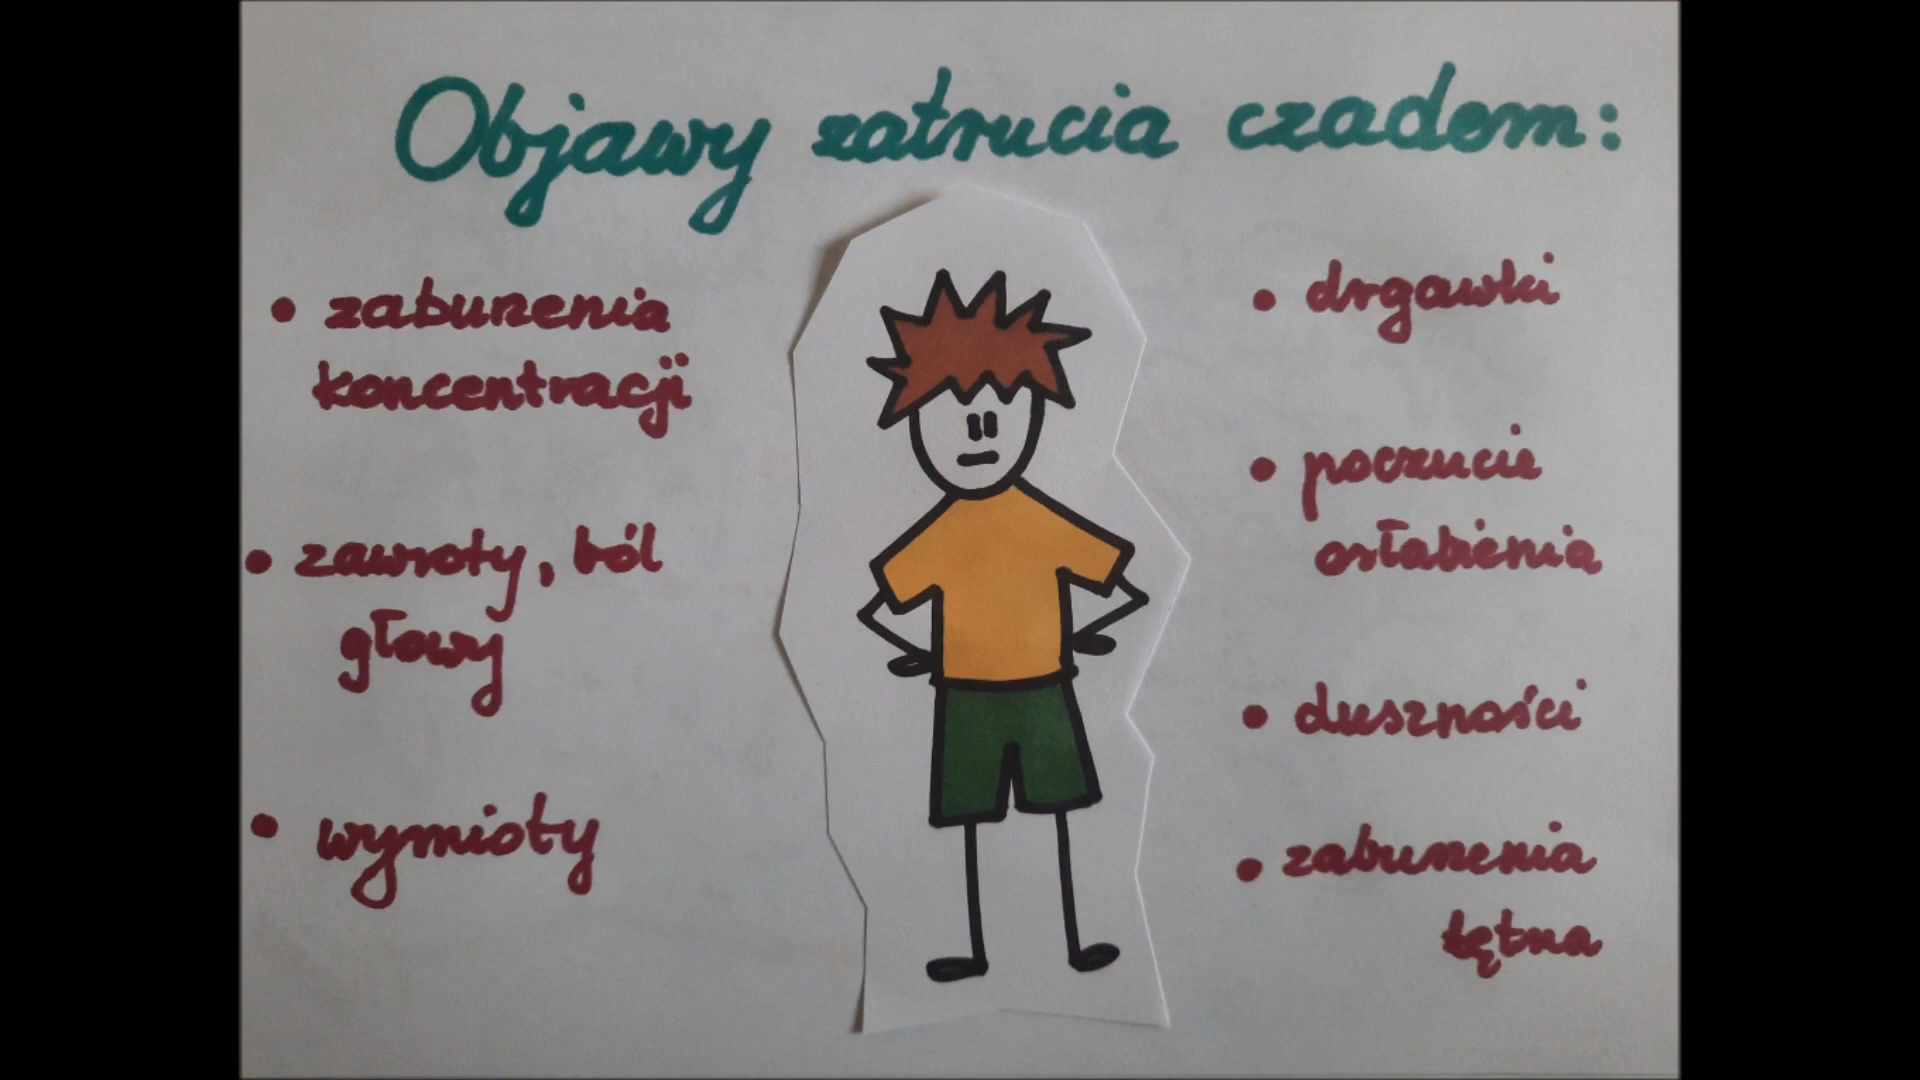 Objawy zatrucia czadem:
• zaburzenia
koncentracji
• zawroty, ból
głowy
• wymioty
• drgawki
• poczucie
osłabienia
• duszności
• zaburzenia
tętna